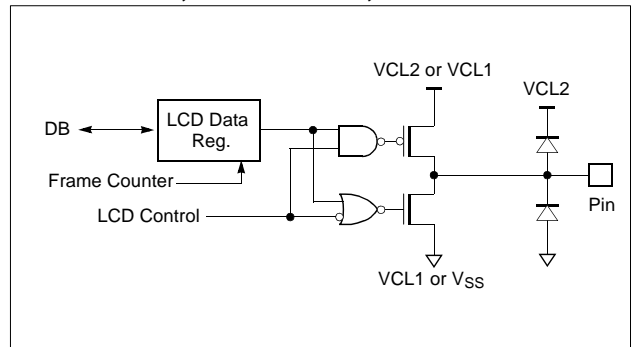 VCL2 or VCL1
VCL2
DB
LCD Data
Reg.
Frame Counter
LCD Control
Pin
VCL1 or VSS